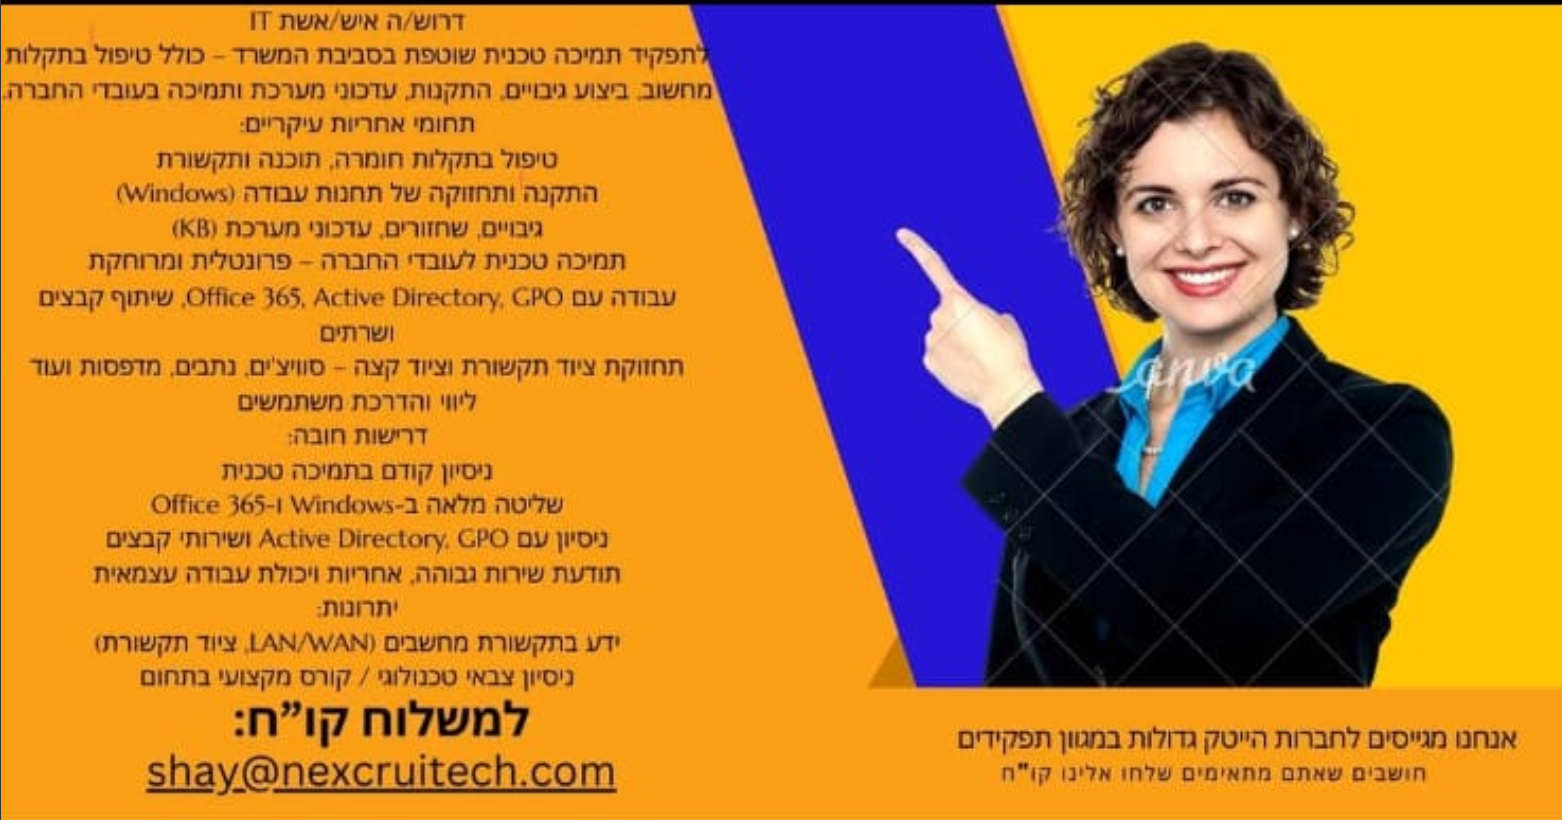 דרוש/ה איש/אשת IT
לתפקיד תמיכה טכנית שוטפת בסביבת המשרד – כולל טיפול בתקלות
מחשוב, ביצוע גיבויים, התקנות, עדכוני מערכת ותמיכה בעובדי החברה.
תחומי אחריות עיקריים:
טיפול בתקלות חומרה, תוכנה ותקשורת
התקנה ותחזוקה של תחנות עבודה (Windows)
גיבויים, שחזורים, עדכוני מערכת (KB)
תמיכה טכנית לעובדי החברה – פרונטלית ומרוחקת
עבודה עם Office 365, Active Directory, GPO, שיתוף קבצים
ושרתים
תחזוקת ציוד תקשורת וציוד קצה – סוויצ'ים, נתבים, מדפסות ועוד
ליווי והדרכת משתמשים
דרישות חובה:
ניסיון קודם בתמיכה טכנית
שליטה מלאה ב-Windows ו-Office 365
ניסיון עם Active Directory, GPO ושירותי קבצים
תודעת שירות גבוהה, אחריות ויכולת עבודה עצמאית
יתרונות:
ידע בתקשורת מחשבים (LAN/WAN, ציוד תקשורת)
ניסיון צבאי טכנולוגי / קורס מקצועי בתחום
למשלוח קו”ח:
shay@nexcruitech.com
Canva
אנחנו מגייסים לחברות הייטק גדולות במגוון תפקידים
חושבים שאתם מתאימים שלחו אלינו קו”ח